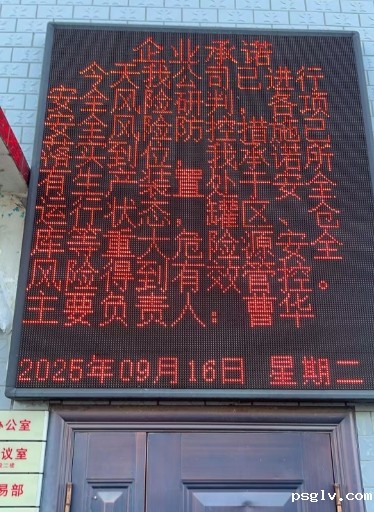 企业承诺
今天我公司已进行
安全风险研判，各项
安全风险防控措施已
落实到位，我承诺所
有生产装置处于安全
运行状态，罐区、仓
库等重大危险源安全
风险得到有效管控。
主要负责人：曹华
2025年09月16日 星期二
办公室
议室
易部
psglv.com